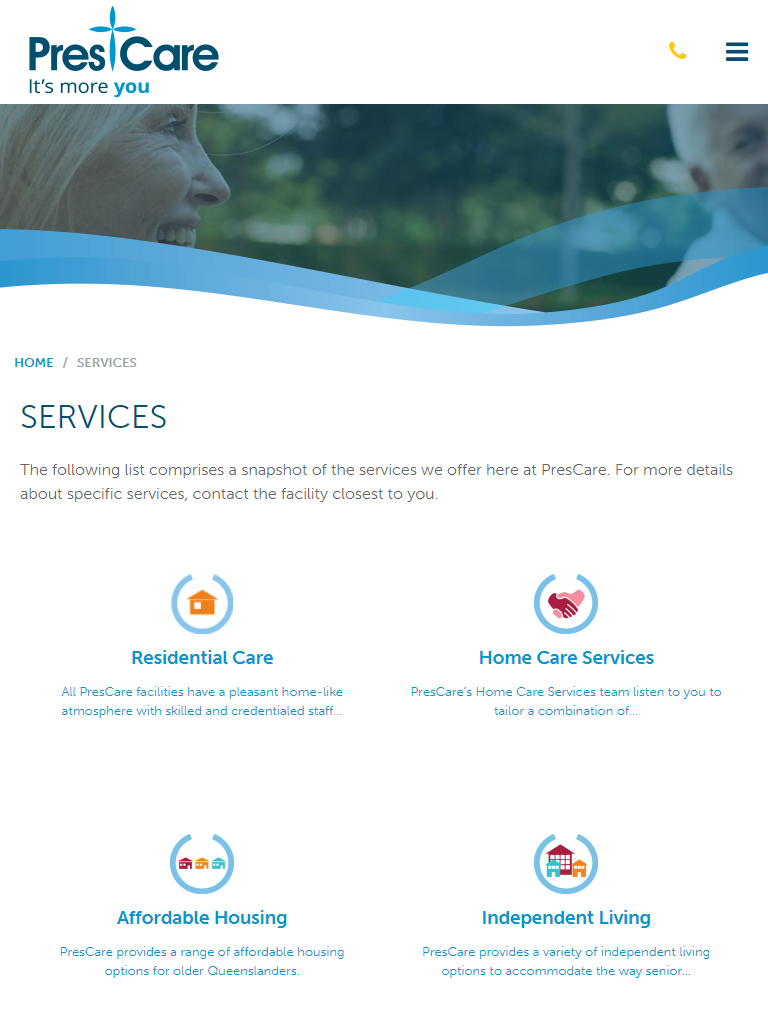 PresCare
It's more you
HOME / SERVICES
SERVICES
The following list comprises a snapshot of the services we offer here at PresCare. For more details
about specific services, contact the facility closest to you.
Residential Care
Home Care Services
All PresCare facilities have a pleasant home-like
atmosphere with skilled and credentialed staff...
PresCare's Home Care Services team listen to you to
tailor a combination of...
Affordable Housing
Independent Living
PresCare provides a range of affordable housing
options for older Queenslanders.
PresCare provides a variety of independent living
options to accommodate the way senior...